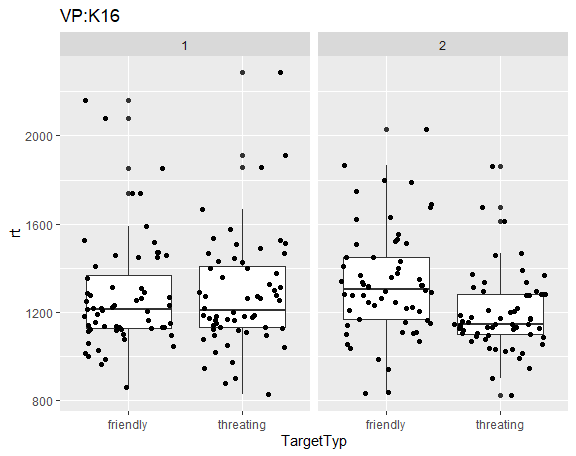 VP:K16
1 2
2000
1600
1200
800
rt
friendly threating friendly threating
TargetTyp